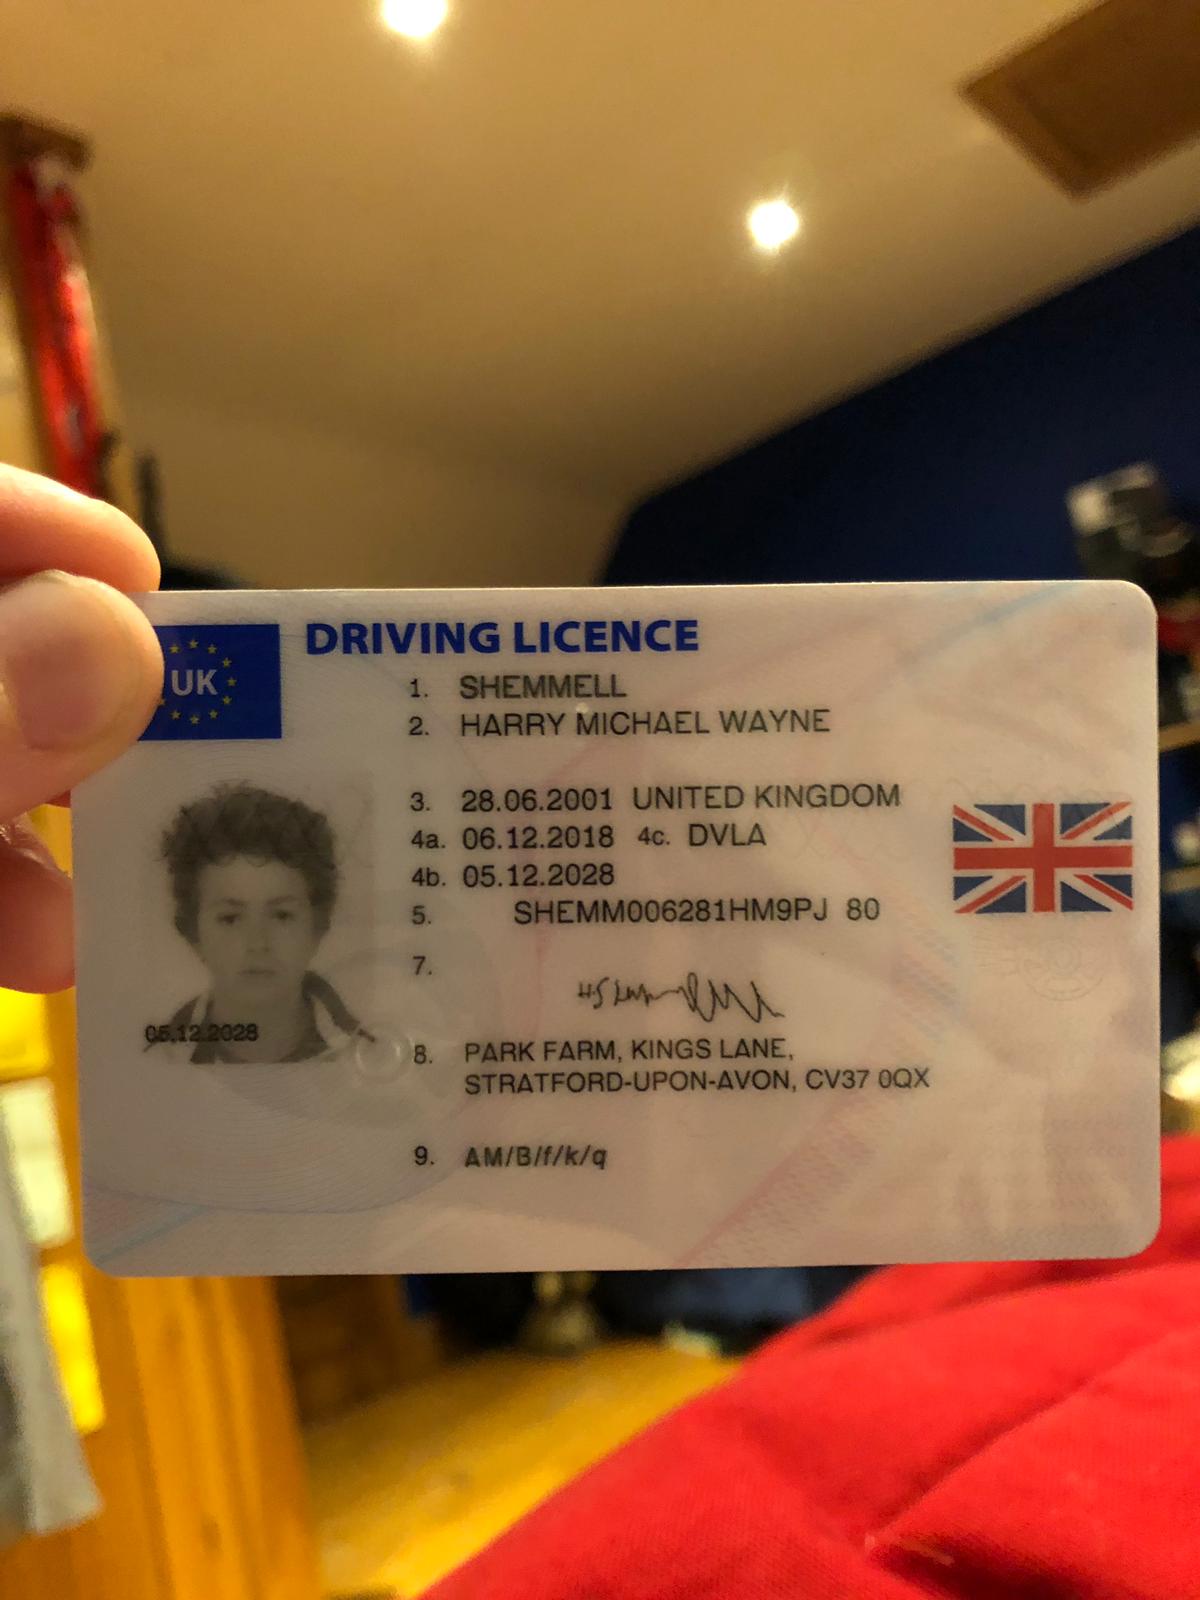 DRIVING LICENCE
UK
1. SHEMMELL
2. HARRY MICHAEL WAYNE
3. 28.06.2001 UNITED KINGDOM
4a. 06.12.2018 4c. DVLA
4b. 05.12.2028
5. SHEMM006281HM9PJ 80
7.
05.12.2028
8. PARK FARM, KINGS LANE,
STRATFORD-UPON-AVON, CV37 0QX
9. AM/B/f/k/q